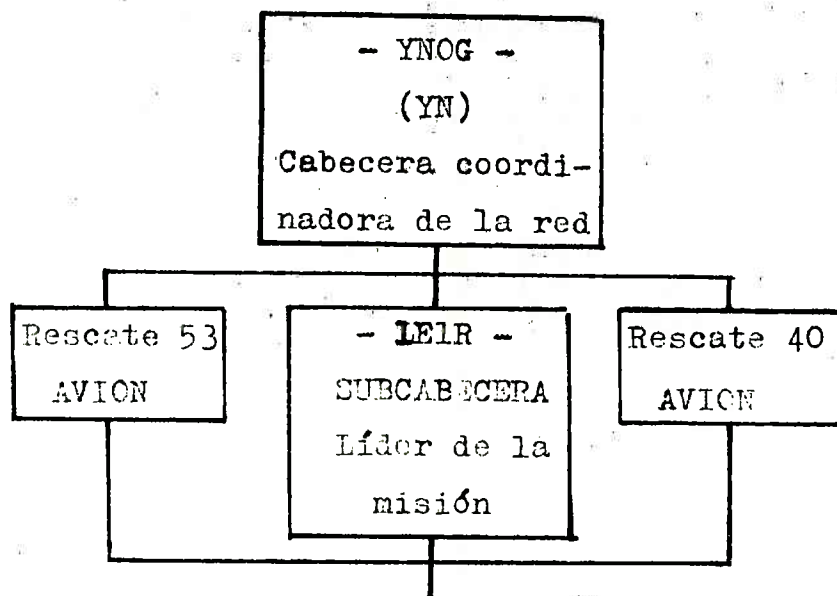 - YNOG -
(YN)
Cabecera coordi-
nadora de la red
Rescate 53
AVION
- LE1R -
SUBCABECERA
Líder de la
misión
Rescate 40
AVION